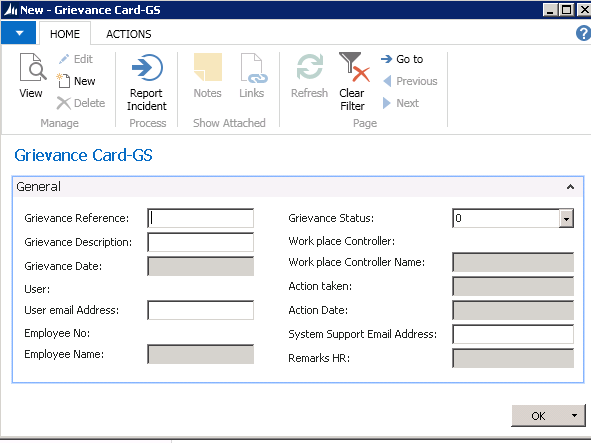 New - Grievance Card-GS
HOME ACTIONS
View
Edit
New
Delete
Manage
Report Incident
Process
Notes
Links
Show Attached
Refresh
Clear Filter
Go to
Previous
Next
Page
Grievance Card-GS
General
Grievance Reference:
Grievance Description:
Grievance Date:
User:
User email Address:
Employee No:
Employee Name:
Grievance Status: 0
Work place Controller:
Work place Controller Name:
Action taken:
Action Date:
System Support Email Address:
Remarks HR:
OK